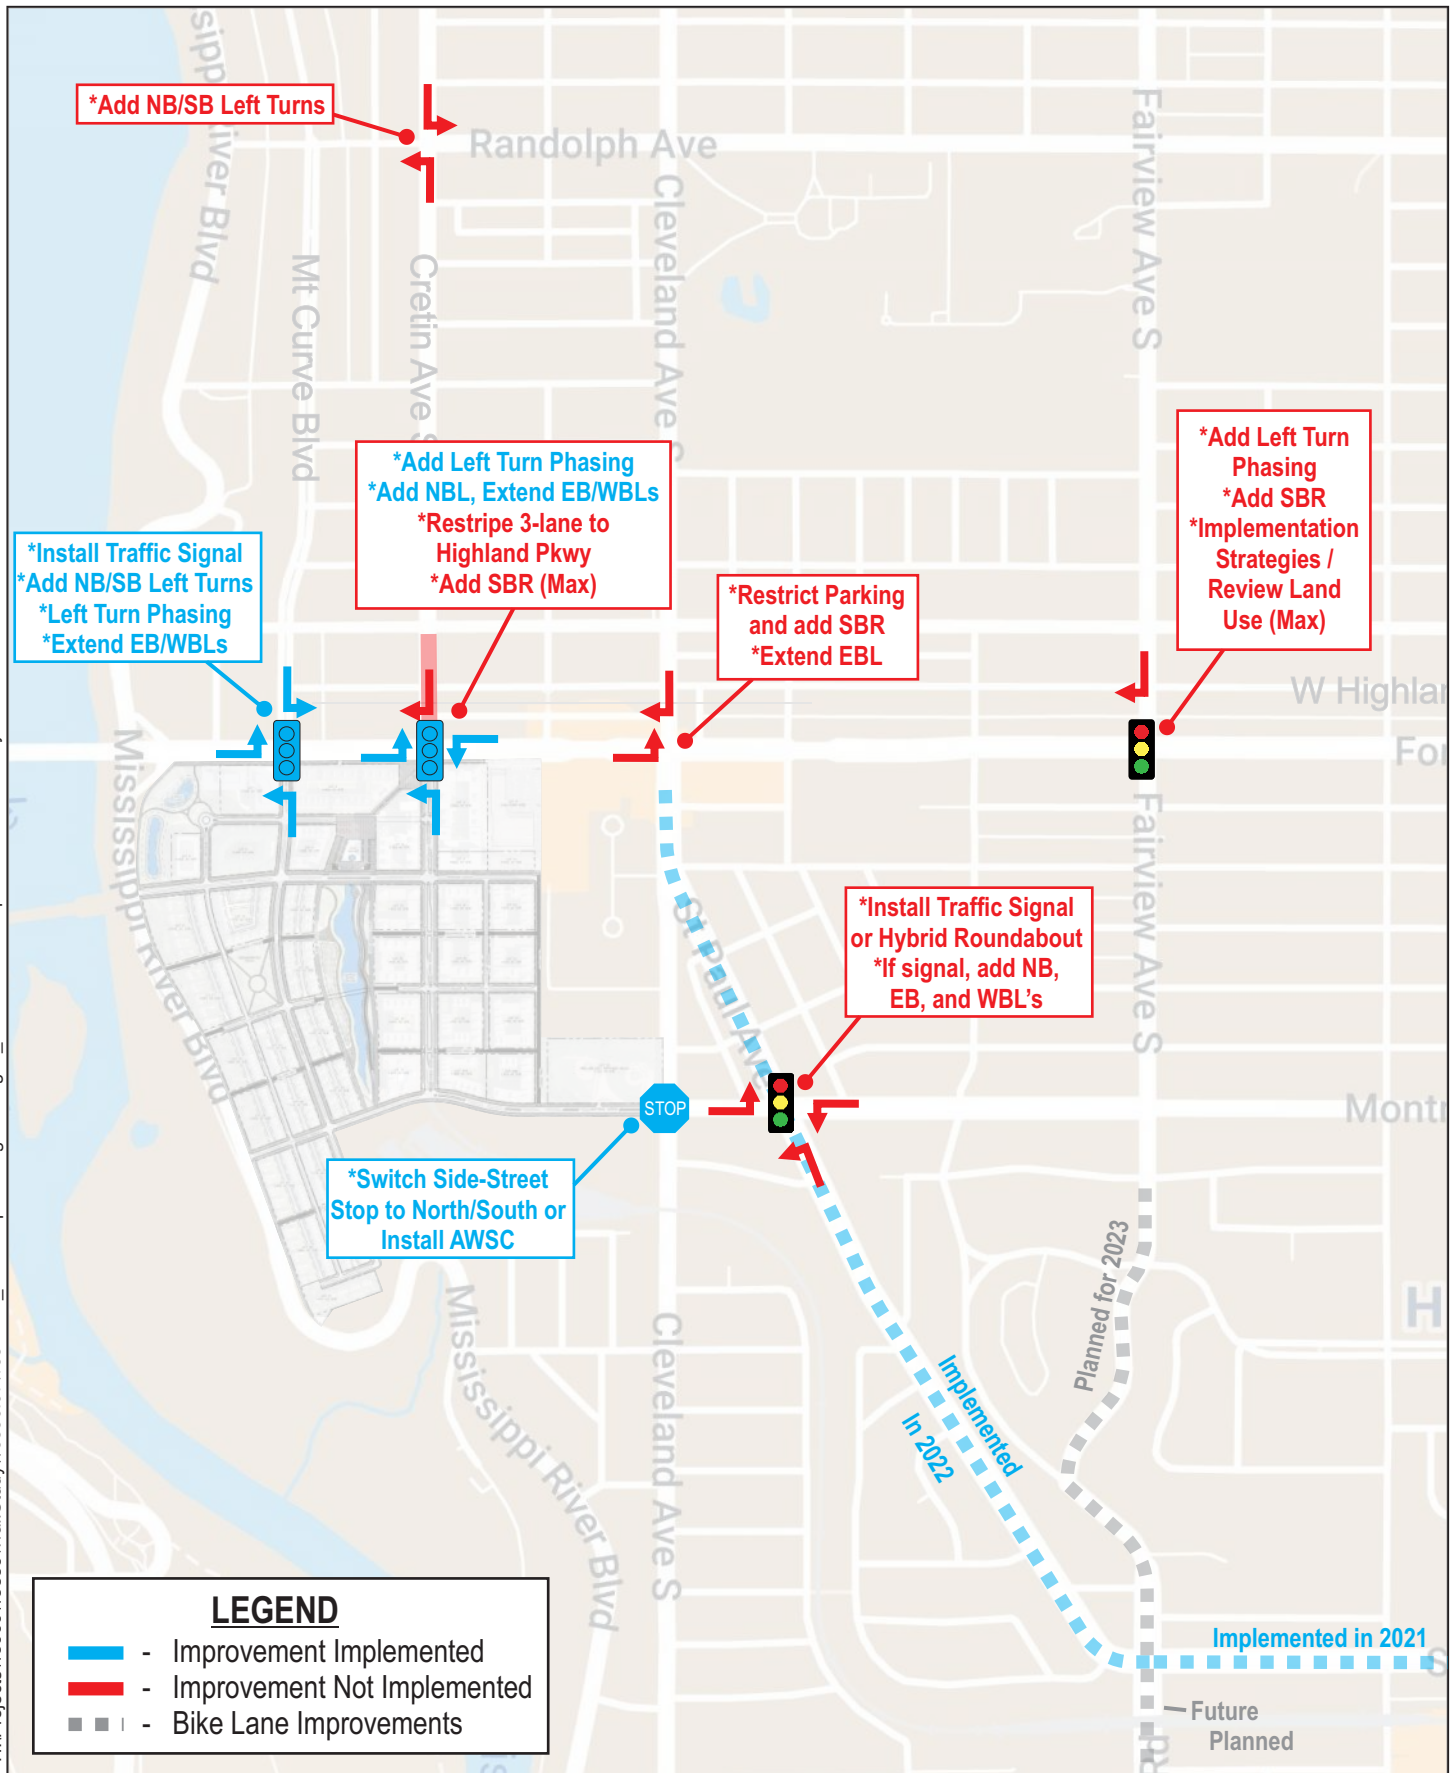 ssippi River Blvd
*Add NB/SB Left Turns
Randolph Ave
Mt Curve Blvd
Cretin Ave S
Cleveland Ave S
Fairview Ave S
*Add Left Turn
Phasing
*Add SBR
*Implementation
Strategies /
Review Land
Use (Max)
*Add Left Turn Phasing
*Add NBL, Extend EB/WBLs
*Restripe 3-lane to
Highland Pkwy
*Add SBR (Max)
*Install Traffic Signal
*Add NB/SB Left Turns
*Left Turn Phasing
*Extend EB/WBLs
*Restrict Parking
and add SBR
*Extend EBL
W Highlan
For
Mississippi River Blvd
Fairview Ave S
St Paul Ave
*Install Traffic Signal
or Hybrid Roundabout
*If signal, add NB,
EB, and WBL's
STOP
Montr
*Switch Side-Street
Stop to North/South or
Install AWSC
Mississippi River Blvd
Cleveland Ave S
Planned for 2023
H
Implemented
In 2022
Implemented in 2021
S
Future
Planned
LEGEND
- Improvement Implemented
- Improvement Not Implemented
- Bike Lane Improvements